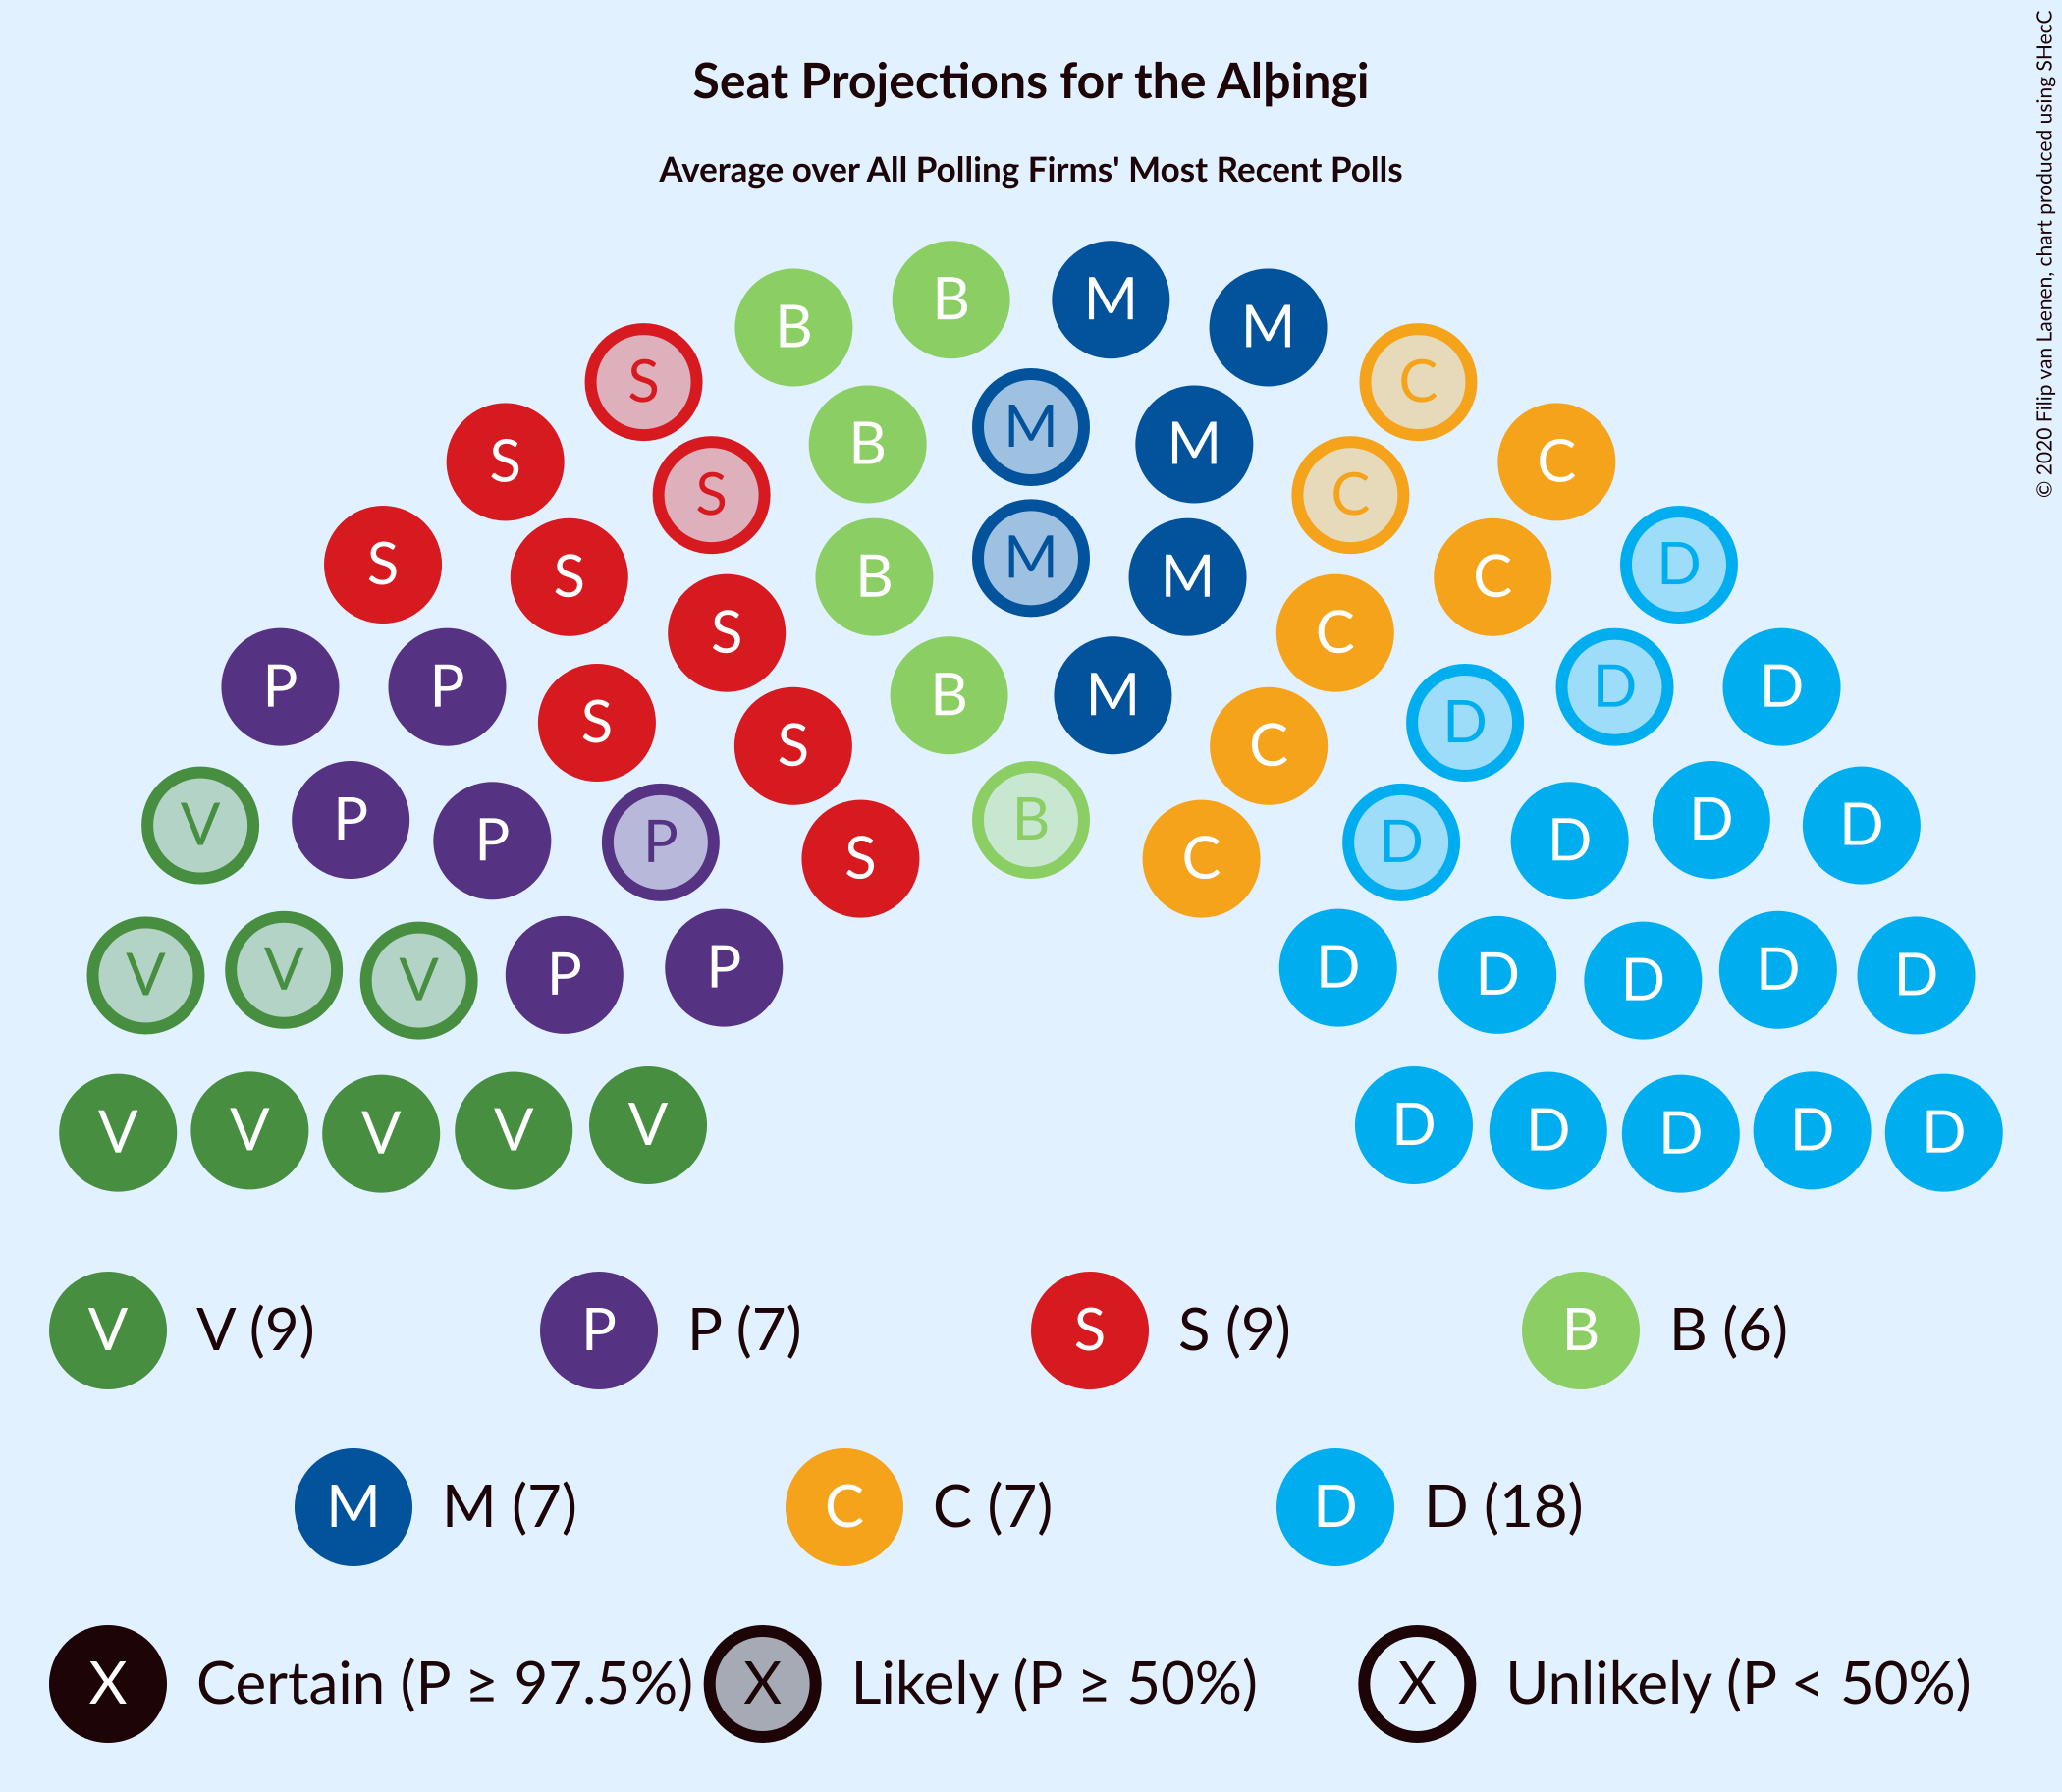 Seat Projections for the Alþingi
Average over All Polling Firms' Most Recent Polls
© 2020 Filip van Laenen, chart produced using SHecC
B B M M
S B M M C
S S B M M C C
S S S B M C C D
P P S S B M C C D D D
V P P P S B C D D D D
V V V P P D D D D D
V V V V V D D D D D
V V (9) P P (7) S S (9) B B (6)
M M (7) C C (7) D D (18)
X Certain (P ≥ 97.5%) X Likely (P ≥ 50%) X Unlikely (P < 50%)